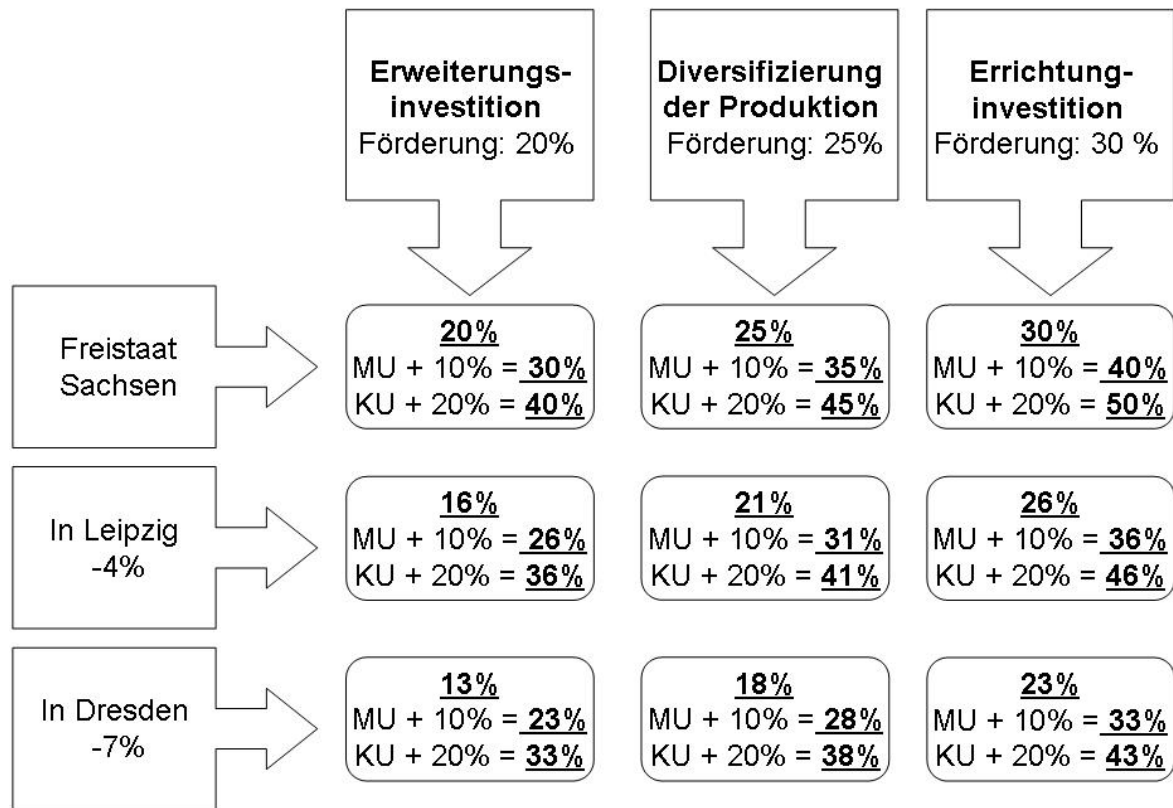 Erweiterungs-
investition
Förderung: 20%
Diversifizierung
der Produktion
Förderung: 25%
Errichtung-
investition
Förderung: 30 %
Freistaat
Sachsen
20%
MU + 10% = 30%
KU + 20% = 40%
25%
MU + 10% = 35%
KU + 20% = 45%
30%
MU + 10% = 40%
KU + 20% = 50%
In Leipzig
-4%
16%
MU + 10% = 26%
KU + 20% = 36%
21%
MU + 10% = 31%
KU + 20% = 41%
26%
MU + 10% = 36%
KU + 20% = 46%
In Dresden
-7%
13%
MU + 10% = 23%
KU + 20% = 33%
18%
MU + 10% = 28%
KU + 20% = 38%
23%
MU + 10% = 33%
KU + 20% = 43%